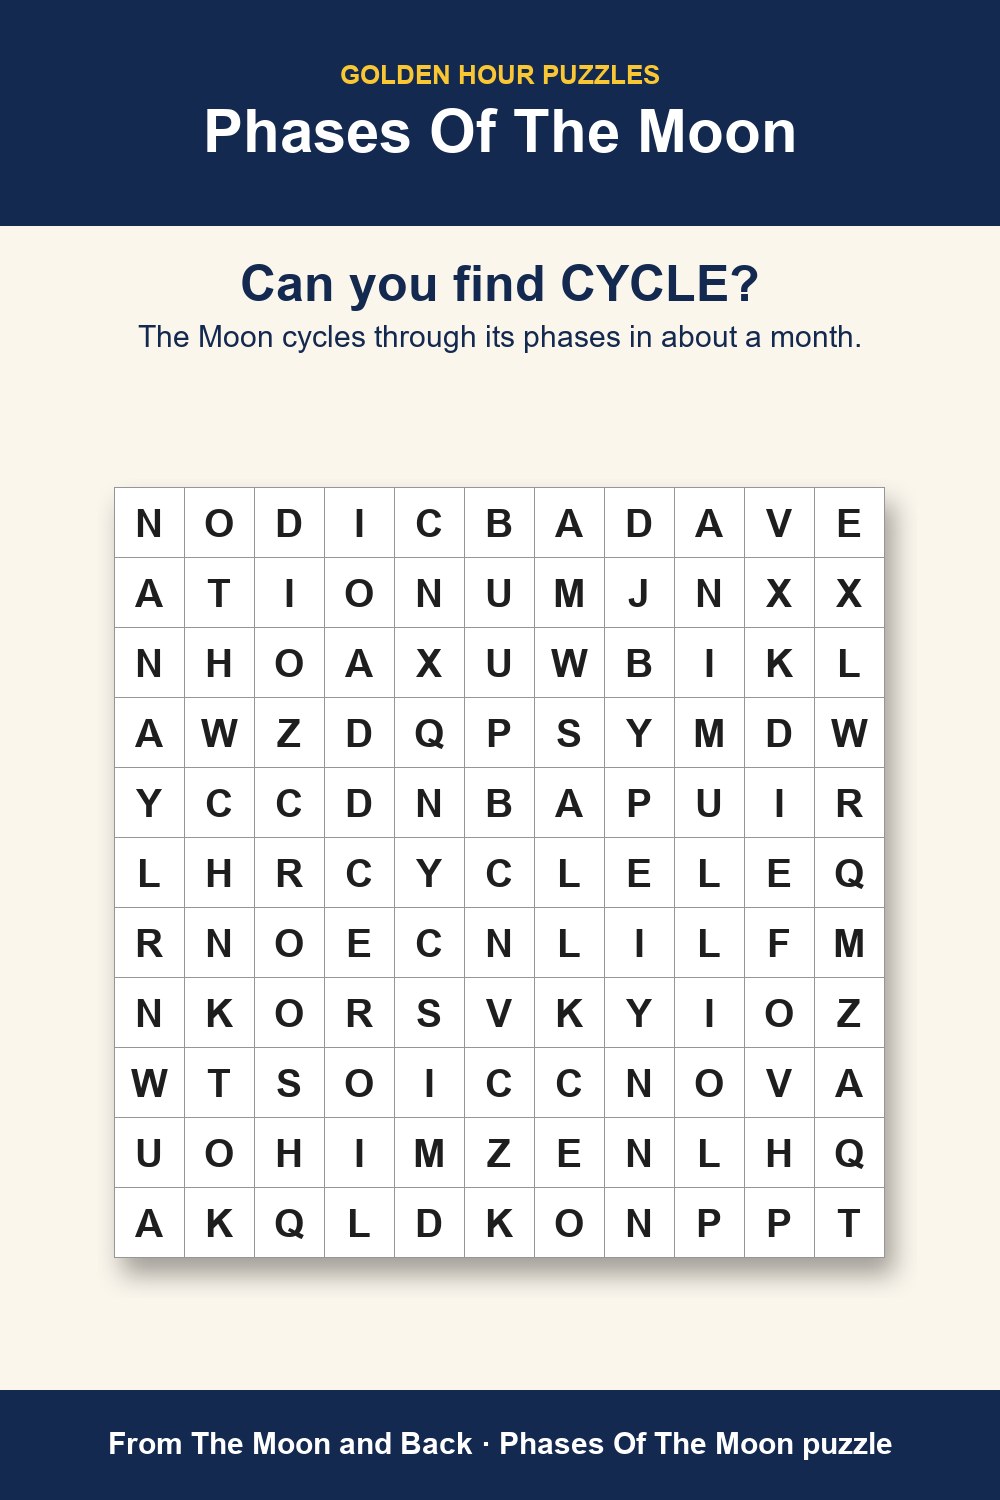 GOLDEN HOUR PUZZLES
Phases Of The Moon
Can you find CYCLE?
The Moon cycles through its phases in about a month.
N O D I C B A D A V E
A T I O N U M J N X X
N H O A X U W B I K L
A W Z D Q P S Y M D W
Y C C D N B A P U I R
L H R C Y C L E L E Q
R N O E C N L I L F M
N K O R S V K Y I O Z
W T S O I C C N O V A
U O H I M Z E N L H Q
A K Q L D K O N P P T
From The Moon and Back · Phases Of The Moon puzzle